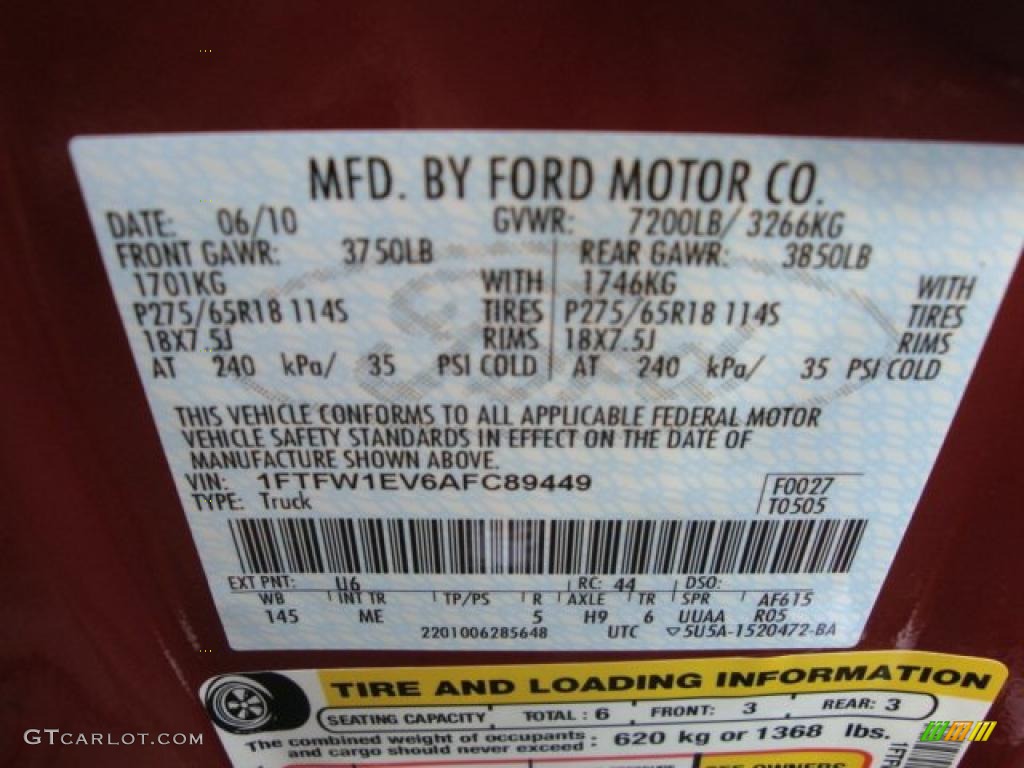 MFD. BY FORD MOTOR CO.
DATE: 06/10 GVWR: 7200LB/ 3266KG
FRONT GAWR: 3750LB REAR GAWR: 3850LB
1701KG WITH 1746KG WITH
P275/65R18 114S TIRES P275/65R18 114S TIRES
18X7.5J RIMS 18X7.5J RIMS
AT 240 kPa/ 35 PSI COLD AT 240 kPa/ 35 PSI COLD
THIS VEHICLE CONFORMS TO ALL APPLICABLE FEDERAL MOTOR
VEHICLE SAFETY STANDARDS IN EFFECT ON THE DATE OF
MANUFACTURE SHOWN ABOVE.
VIN: 1FTFW1EV6AFC89449 F0027
TYPE: Truck T0505
EXT PNT: U6 RC: 44 DSO:
WB INT TR TP/PS R AXLE TR SPR AF615
145 ME 5 H9 6 UUAA R05
2201006285648 UTC ▽5U5A-1520472-BA
TIRE AND LOADING INFORMATION
SEATING CAPACITY TOTAL : 6 FRONT: 3 REAR: 3
The combined weight of occupants and cargo should never exceed : 620 kg or 1368 lbs.
SEE OWNERS
1FTF
GTCARLOT.COM